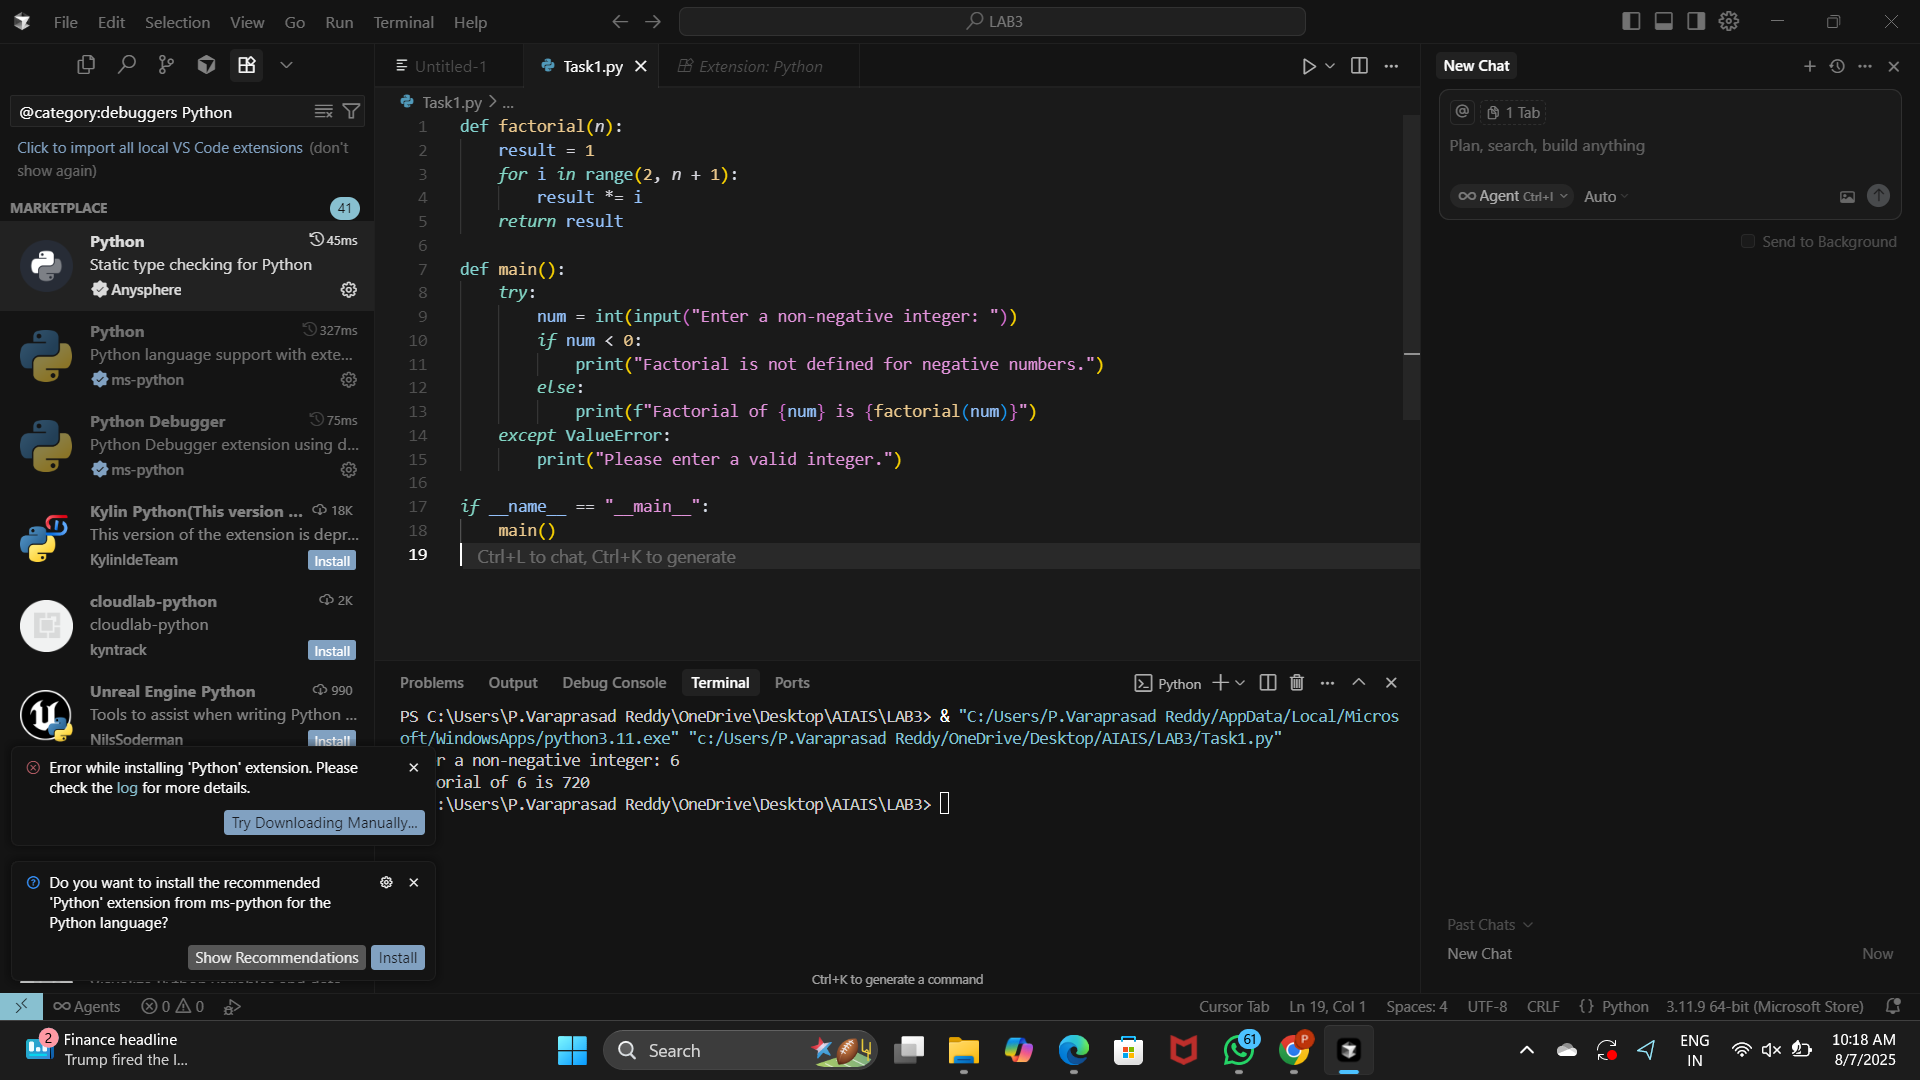 File Edit Selection View Go Run Terminal Help
LAB3
@category:debuggers Python
Click to import all local VS Code extensions (don't
show again)
MARKETPLACE 41
Python 45ms
Static type checking for Python
Anysphere
Python 327ms
Python language support with exte...
ms-python
Python Debugger 75ms
Python Debugger extension using d...
ms-python
Kylin Python(This version ... 18K
This version of the extension is depr...
KylinIdeTeam Install
cloudlab-python 2K
cloudlab-python
kyntrack Install
Unreal Engine Python 990
Tools to assist when writing Python ...
NilsSoderman Install
Error while installing 'Python' extension. Please
check the log for more details.
Try Downloading Manually...
Do you want to install the recommended
'Python' extension from ms-python for the
Python language?
Show Recommendations Install
Untitled-1 Task1.py Extension: Python
Task1.py > ...
1 def factorial(n):
2 result = 1
3 for i in range(2, n + 1):
4 result *= i
5 return result
6
7 def main():
8 try:
9 num = int(input("Enter a non-negative integer: "))
10 if num < 0:
11 print("Factorial is not defined for negative numbers.")
12 else:
13 print(f"Factorial of {num} is {factorial(num)}")
14 except ValueError:
15 print("Please enter a valid integer.")
16
17 if __name__ == "__main__":
18 main()
19 Ctrl+L to chat, Ctrl+K to generate
Problems Output Debug Console Terminal Ports
Python
PS C:\Users\P.Varaprasad Reddy\OneDrive\Desktop\AIAIS\LAB3> & "C:/Users/P.Varaprasad Reddy/AppData/Local/Micros
oft/WindowsApps/python3.11.exe" "c:/Users/P.Varaprasad Reddy/OneDrive/Desktop/AIAIS/LAB3/Task1.py"
r a non-negative integer: 6
orial of 6 is 720
:\Users\P.Varaprasad Reddy\OneDrive\Desktop\AIAIS\LAB3>
Ctrl+K to generate a command
New Chat
@ 1 Tab
Plan, search, build anything
Agent Ctrl+I Auto
Send to Background
Past Chats
New Chat Now
Agents 0 0
Cursor Tab Ln 19, Col 1 Spaces: 4 UTF-8 CRLF {} Python 3.11.9 64-bit (Microsoft Store)
2
Finance headline
Trump fired the l...
Search
61
P
ENG
IN
10:18 AM
8/7/2025